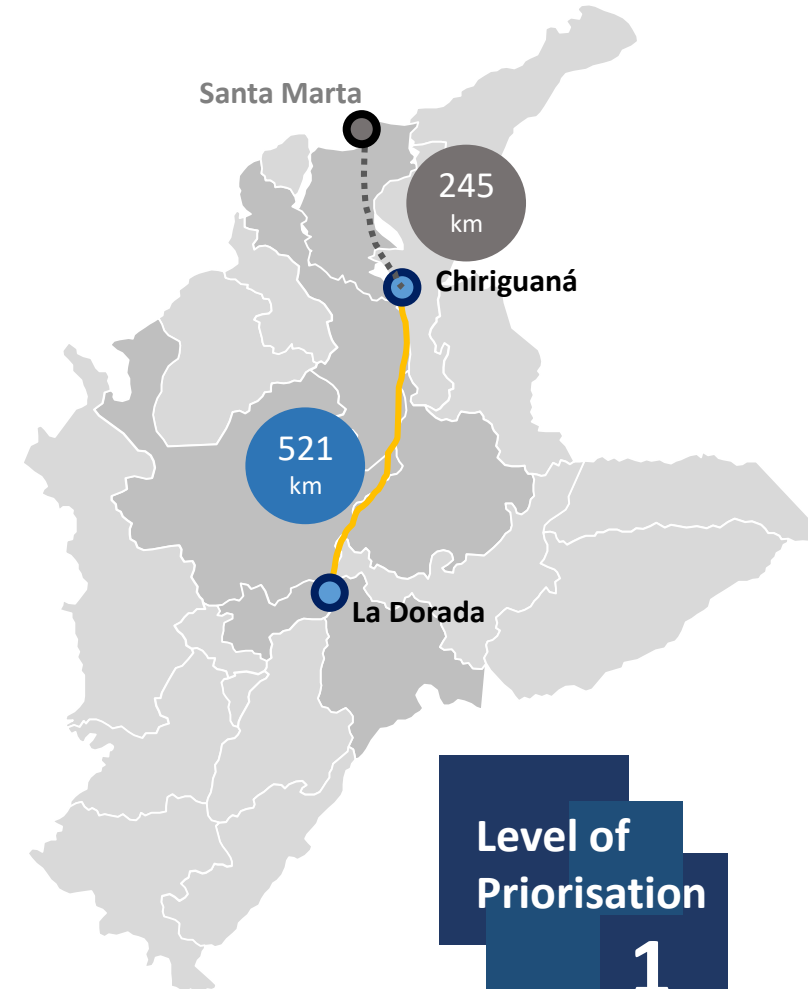 Santa Marta
245
km
Chiriguaná
521
km
La Dorada
Level of
Priorisation
1